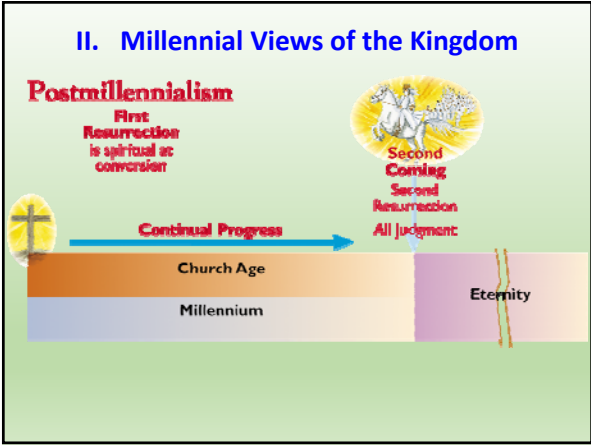 II. Millennial Views of the Kingdom
Postmillennialism
First
Resurrection
is spiritual at
conversion
Second
Coming
Second
Resurrection
All Judgment
Continual Progress
Church Age
Millennium
Eternity